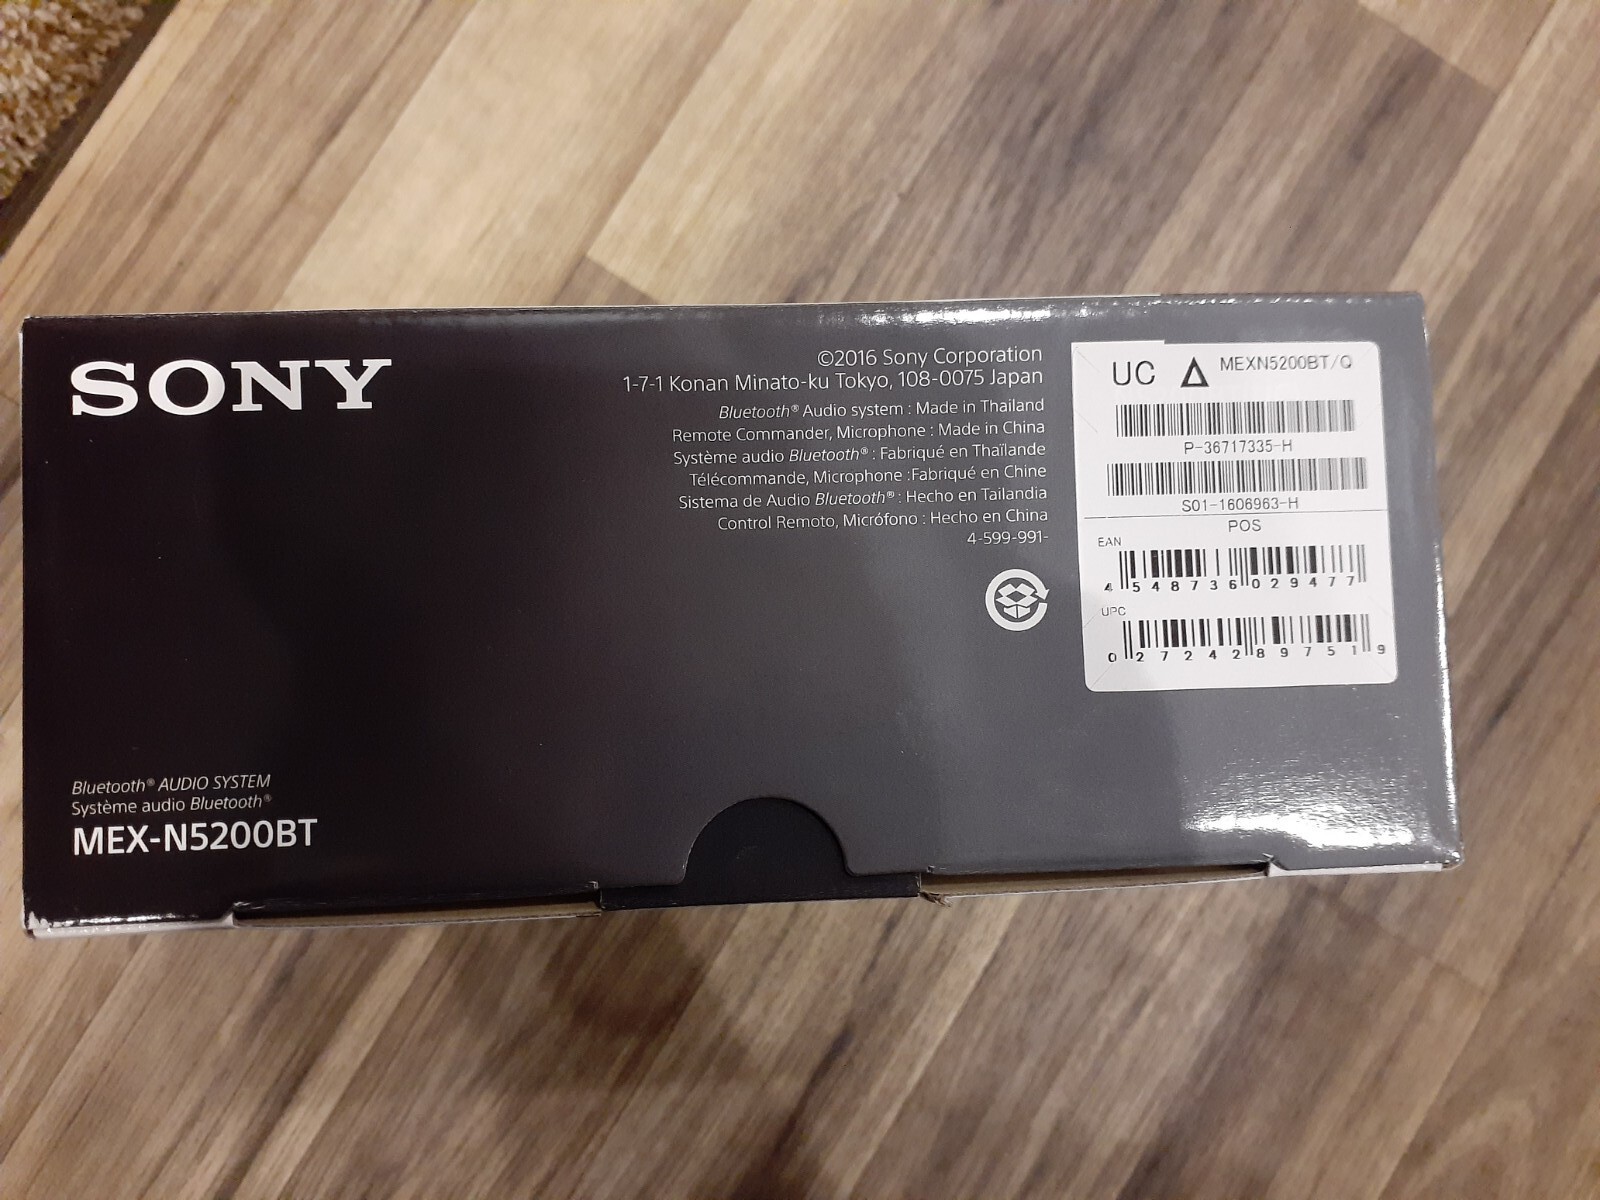 SONY
©2016 Sony Corporation
1-7-1 Konan Minato-ku Tokyo, 108-0075 Japan
Bluetooth® Audio system : Made in Thailand
Remote Commander, Microphone : Made in China
Système audio Bluetooth® : Fabriqué en Thaïlande
Télécommande, Microphone :Fabriqué en Chine
Sistema de Audio Bluetooth® : Hecho en Tailandia
Control Remoto, Micrófono : Hecho en China
4-599-991-
UC Δ MEXN5200BT/Q
P-36717335-H
S01-1606963-H
POS
EAN
4 548736 029477
UPC
0 27242 89751 9
Bluetooth® AUDIO SYSTEM
Système audio Bluetooth®
MEX-N5200BT